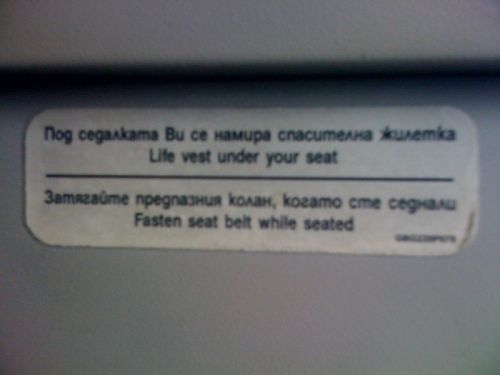 Под седалката Ви се намира спасителна жилетка
Life vest under your seat
Затягайте предпазния колан, когато сте седнали
Fasten seat belt while seated